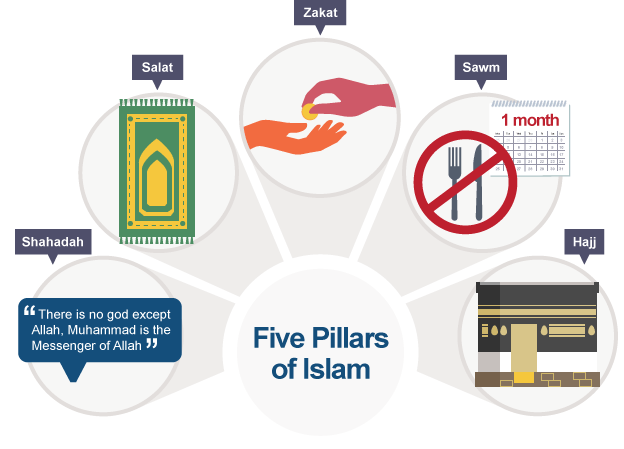 Zakat
Salat
Sawm
1 month
Shahadah
Hajj
“There is no god except
Allah, Muhammad is the
Messenger of Allah”
Five Pillars
of Islam